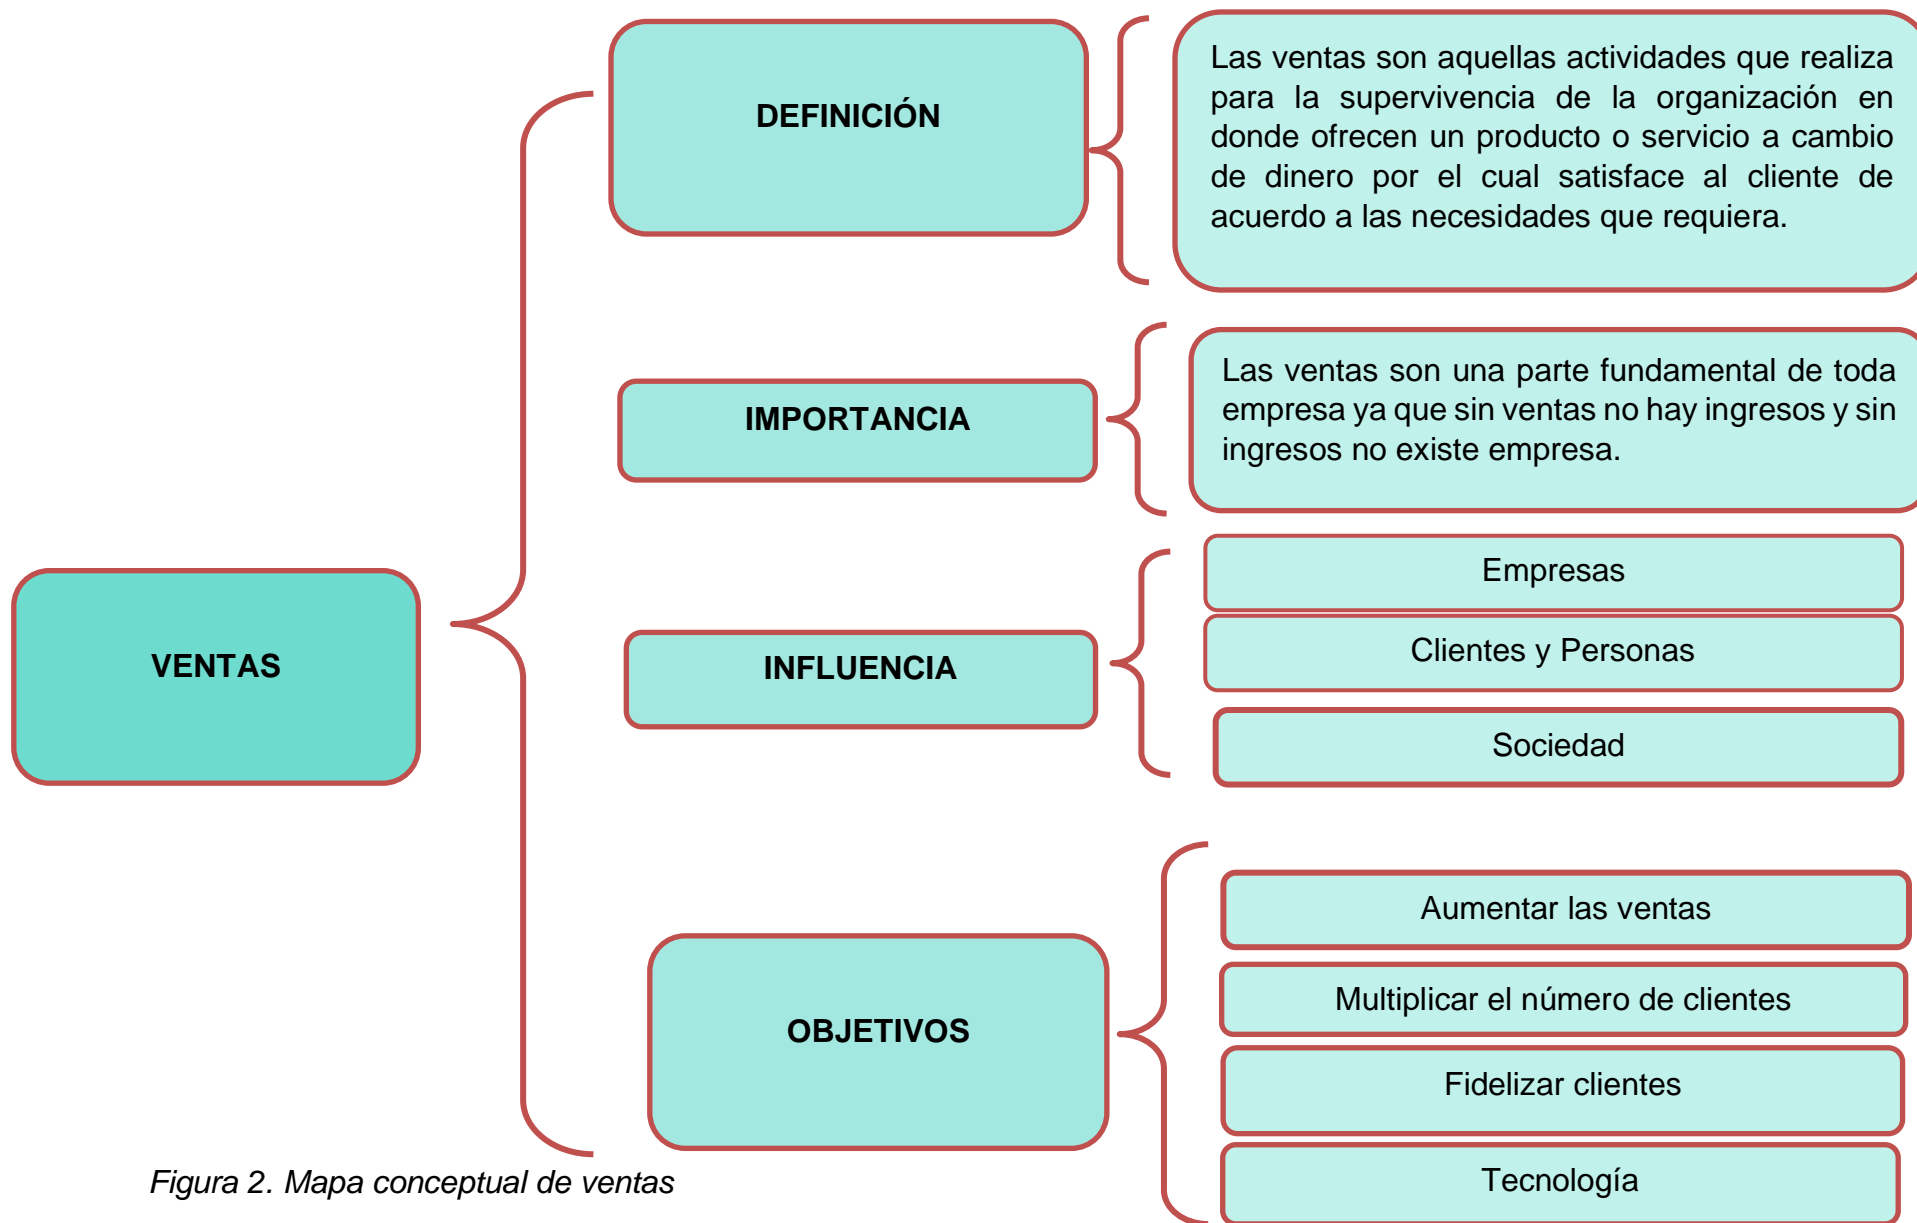 DEFINICIÓN
Las ventas son aquellas actividades que realiza
para la supervivencia de la organización en
donde ofrecen un producto o servicio a cambio
de dinero por el cual satisface al cliente de
acuerdo a las necesidades que requiera.
IMPORTANCIA
Las ventas son una parte fundamental de toda
empresa ya que sin ventas no hay ingresos y sin
ingresos no existe empresa.
VENTAS
INFLUENCIA
Empresas
Clientes y Personas
Sociedad
OBJETIVOS
Aumentar las ventas
Multiplicar el número de clientes
Fidelizar clientes
Tecnología
Figura 2. Mapa conceptual de ventas